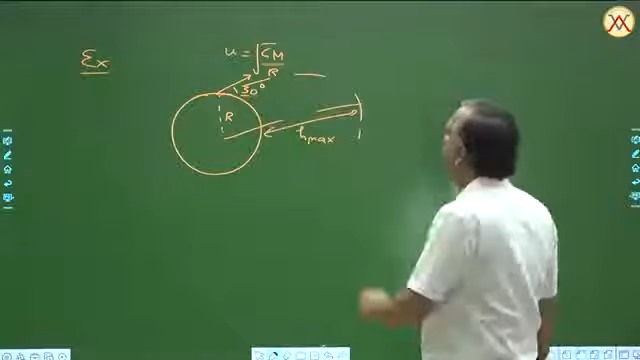 Ex
u = √GM/R
30°
R
hmax